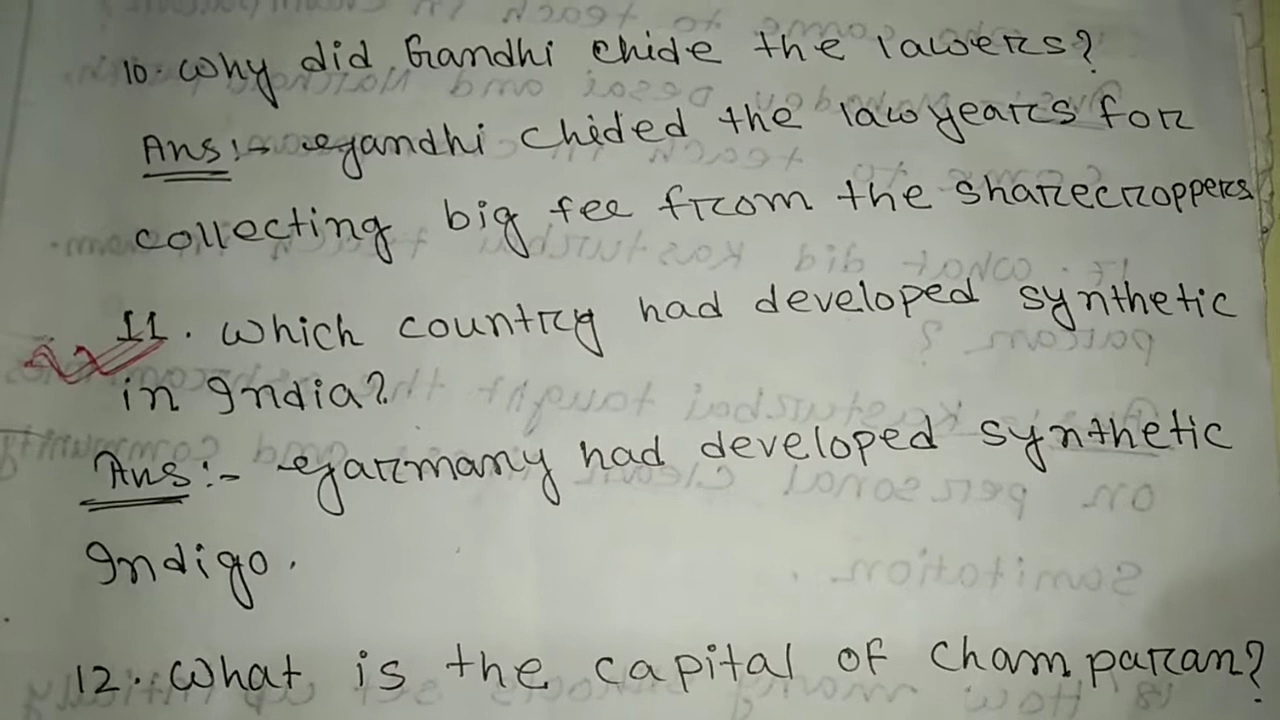 10. Why did Gandhi chide the lawers?
Ans :- Gandhi chided the lawyears for
collecting big fee from the sharecroppers
11. Which country had developed synthetic
in India?
Ans :- Garmany had developed synthetic
Indigo.
12. What is the capital of Champaran?